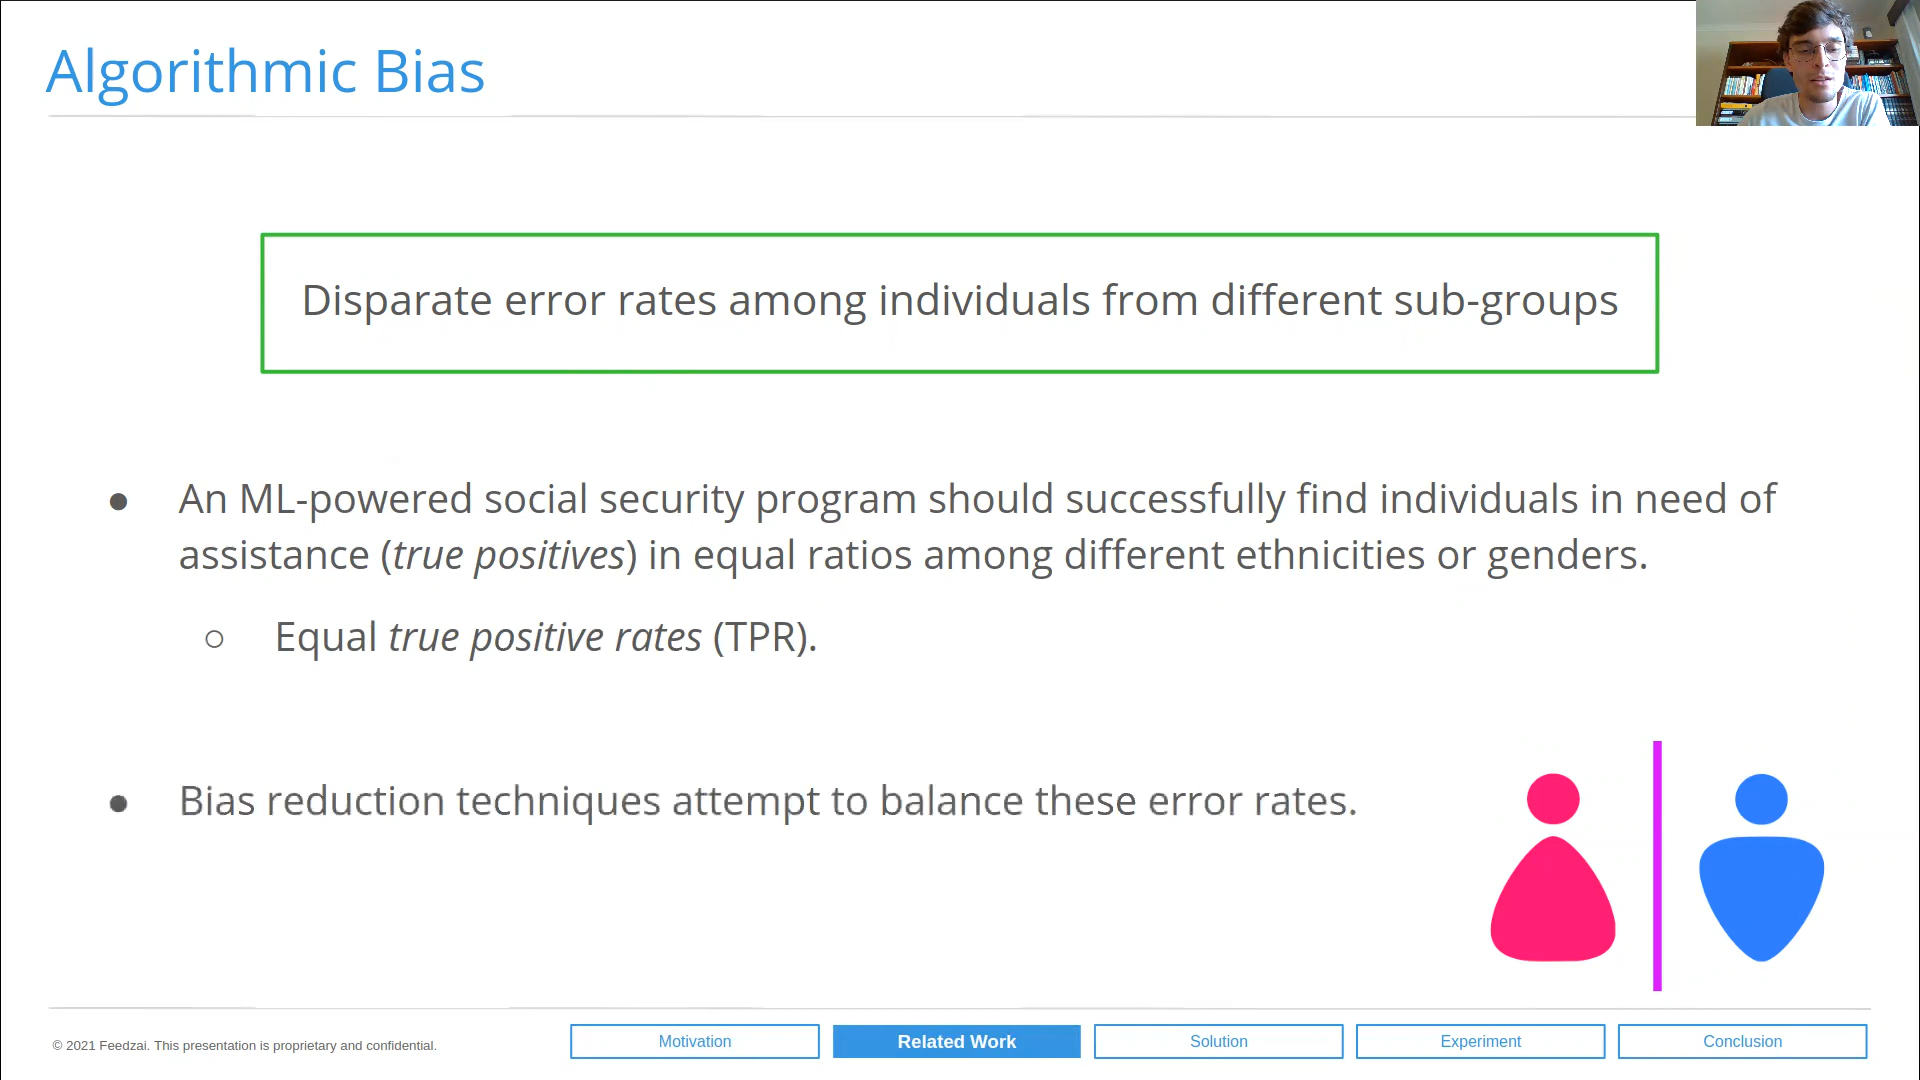 Algorithmic Bias
Disparate error rates among individuals from different sub-groups
● An ML-powered social security program should successfully find individuals in need of
assistance (true positives) in equal ratios among different ethnicities or genders.
○ Equal true positive rates (TPR).
● Bias reduction techniques attempt to balance these error rates.
© 2021 Feedzai. This presentation is proprietary and confidential.
Motivation
Related Work
Solution
Experiment
Conclusion